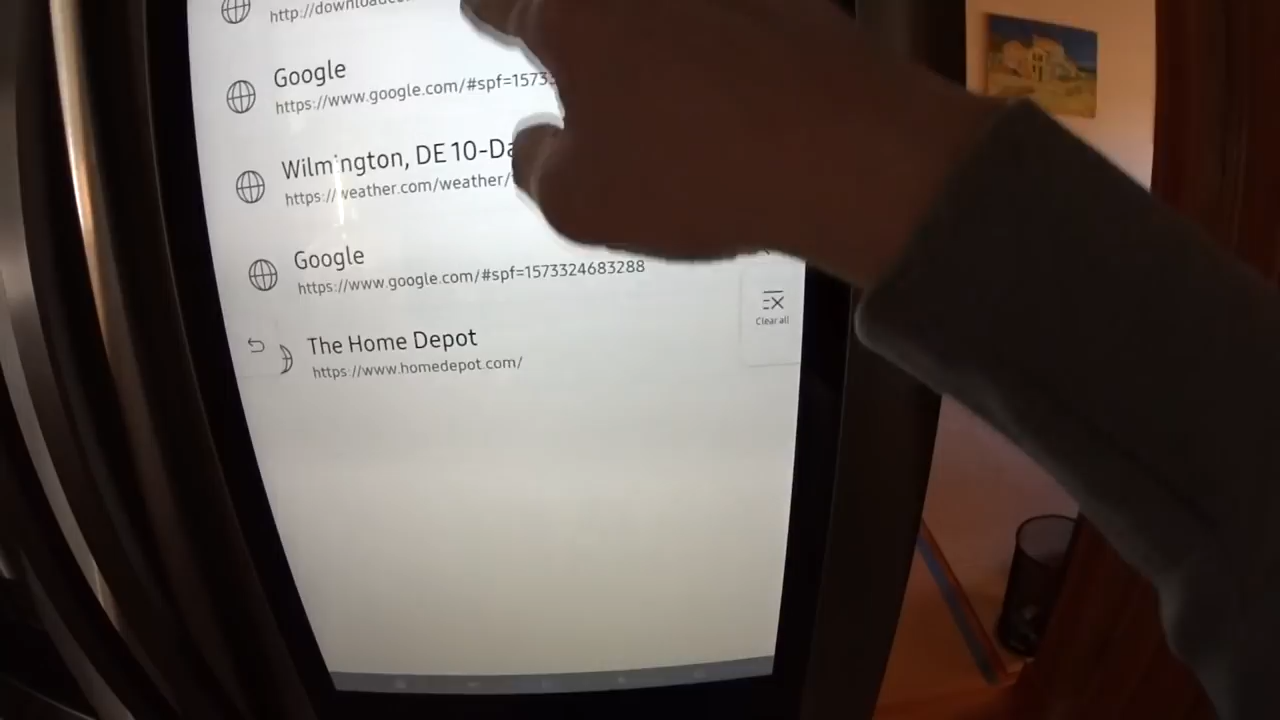 http://downloade
Google
https://www.google.com/#spf=1573
Wilmington, DE 10-Da
https://weather.com/weather/
Google
https://www.google.com/#spf=1573324683288
Clear all
The Home Depot
https://www.homedepot.com/